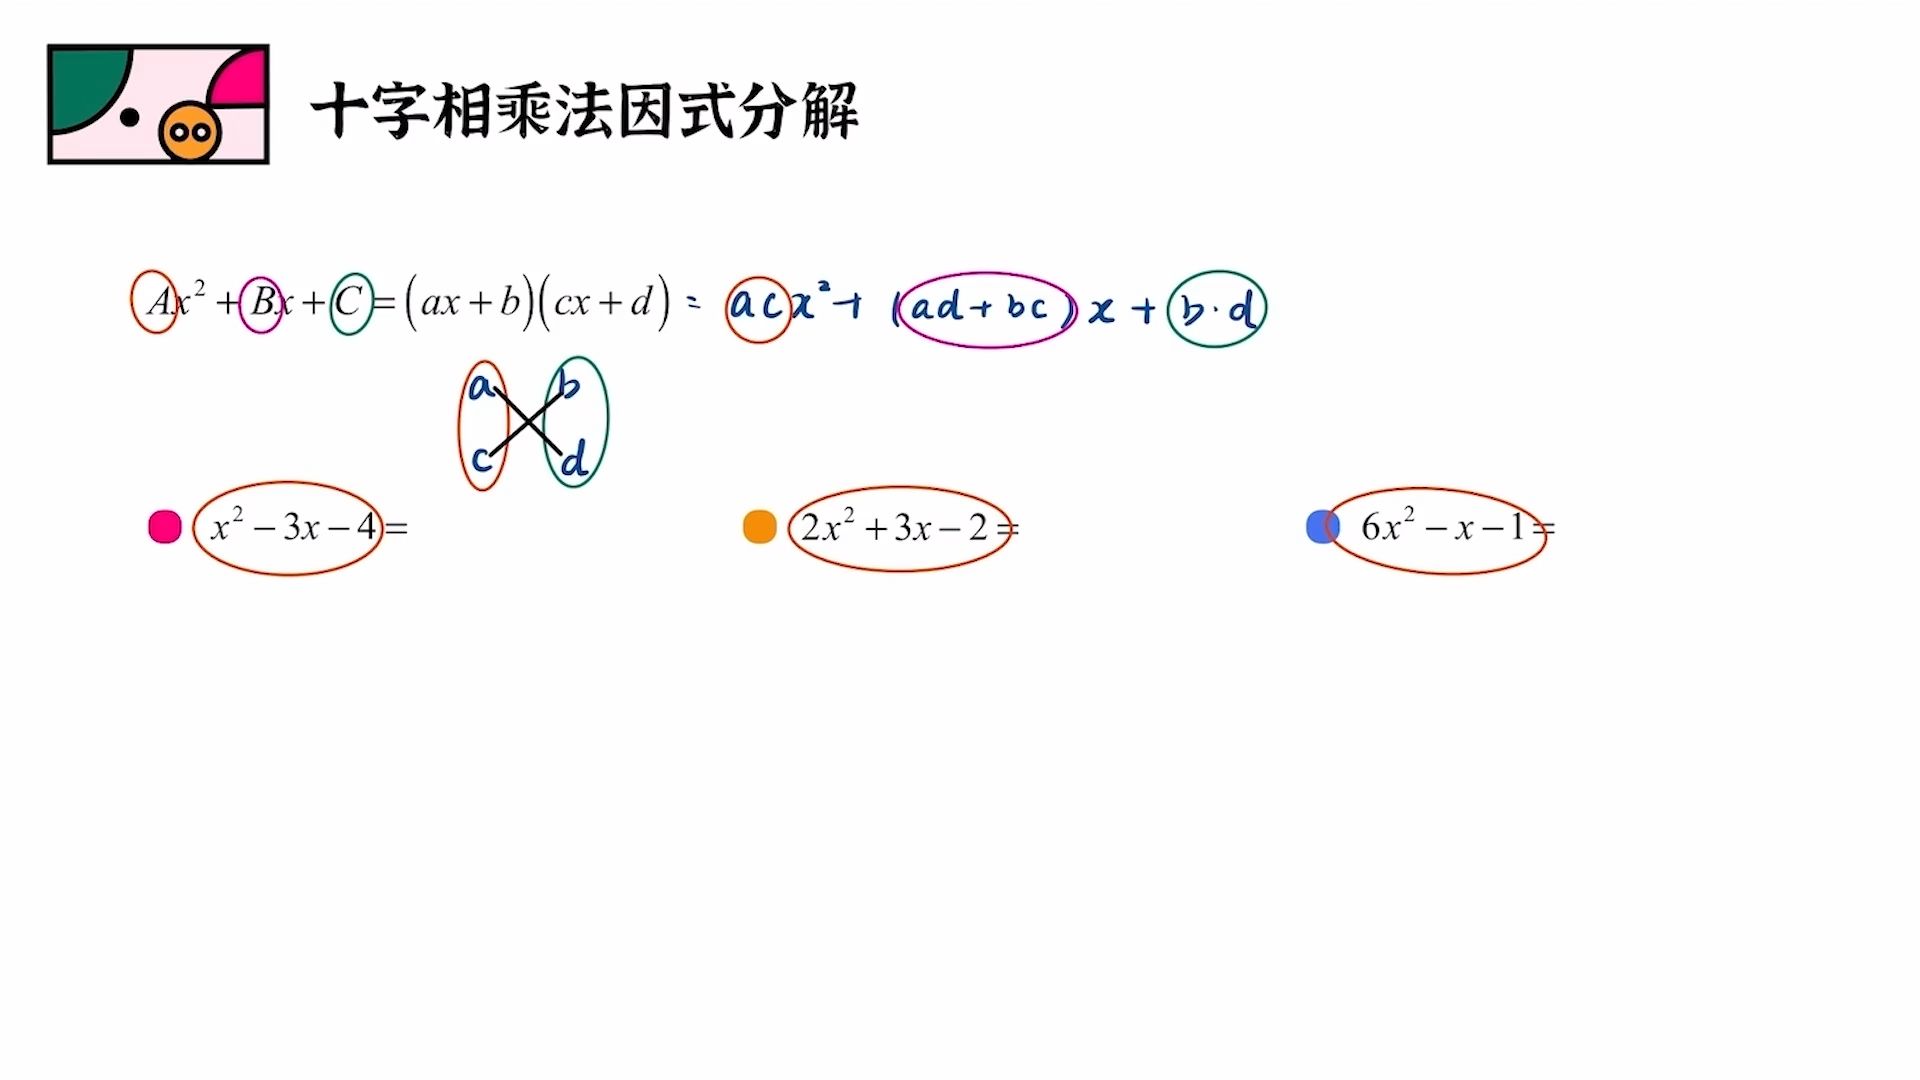 十字相乘法因式分解
Ax² + Bx + C = (ax + b)(cx + d) = acx² + (ad + bc)x + b·d
a b
c d
x² − 3x − 4 =
2x² + 3x − 2 =
6x² − x − 1 =